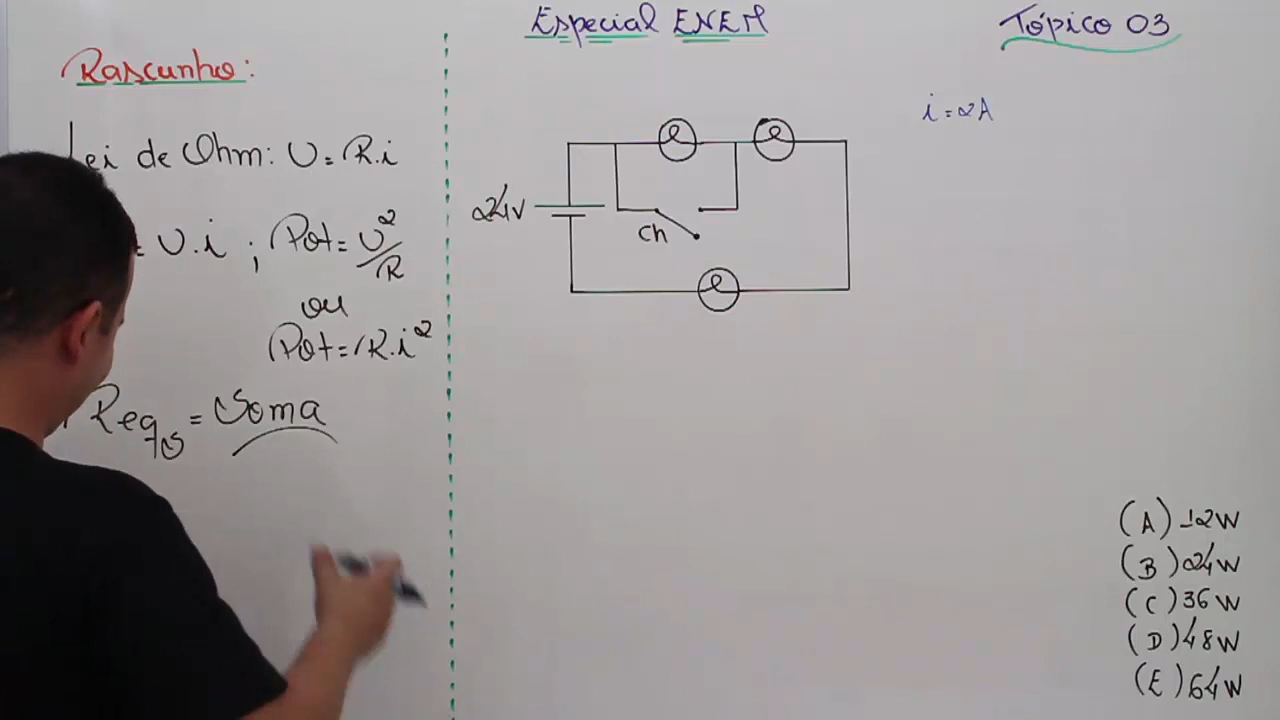 Especial ENEM
Tópico 03
Rascunho:
Lei de Ohm: U = R.i
= U.i ; Pot = U²/R
ou
Pot = R.i²
Req_S = Soma
i = 2A
24V
Ch
(A) 12W
(B) 24W
(C) 36W
(D) 48W
(E) 64W